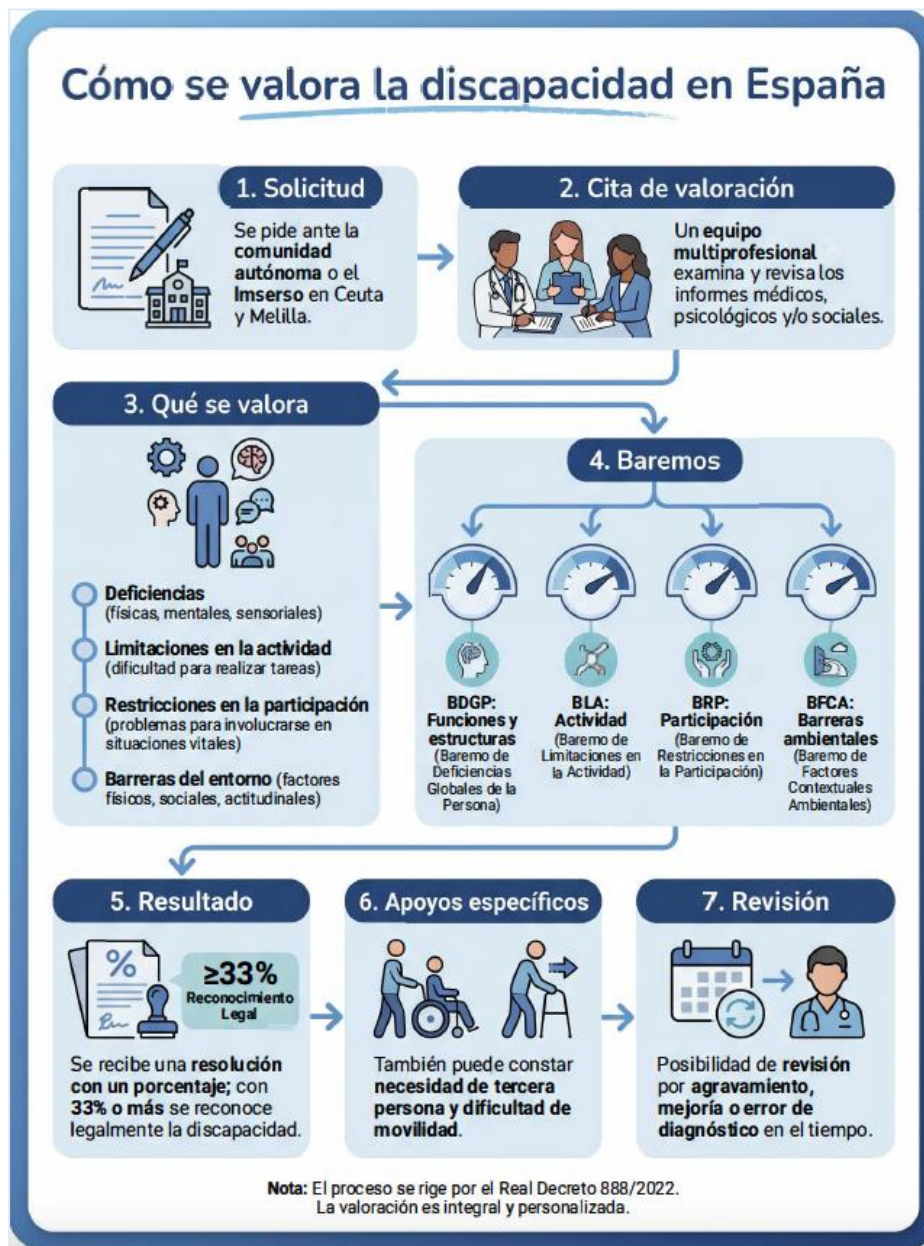 Cómo se valora la discapacidad en España
1. Solicitud
Se pide ante la
comunidad
autónoma o el
Imserso en Ceuta
y Melilla.
2. Cita de valoración
Un equipo
multiprofesional
examina y revisa los
informes médicos,
psicológicos y/o sociales.
3. Qué se valora
Deficiencias
(físicas, mentales, sensoriales)
Limitaciones en la actividad
(dificultad para realizar tareas)
Restricciones en la participación
(problemas para involucrarse en
situaciones vitales)
Barreras del entorno (factores
físicos, sociales, actitudinales)
4. Baremos
BDGP:
Funciones y
estructuras
(Baremo de
Deficiencias
Globales de la
Persona)
BLA:
Actividad
(Baremo de
Limitaciones en
la Actividad)
BRP:
Participación
(Baremo de
Restricciones en
la Participación)
BFCA:
Barreras
ambientales
(Baremo de
Factores
Contextuales
Ambientales)
5. Resultado
%
≥33%
Reconocimiento
Legal
Se recibe una resolución
con un porcentaje; con
33% o más se reconoce
legalmente la discapacidad.
6. Apoyos específicos
También puede constar
necesidad de tercera
persona y dificultad de
movilidad.
7. Revisión
Posibilidad de revisión
por agravamiento,
mejoría o error de
diagnóstico en el tiempo.
Nota: El proceso se rige por el Real Decreto 888/2022.
La valoración es integral y personalizada.